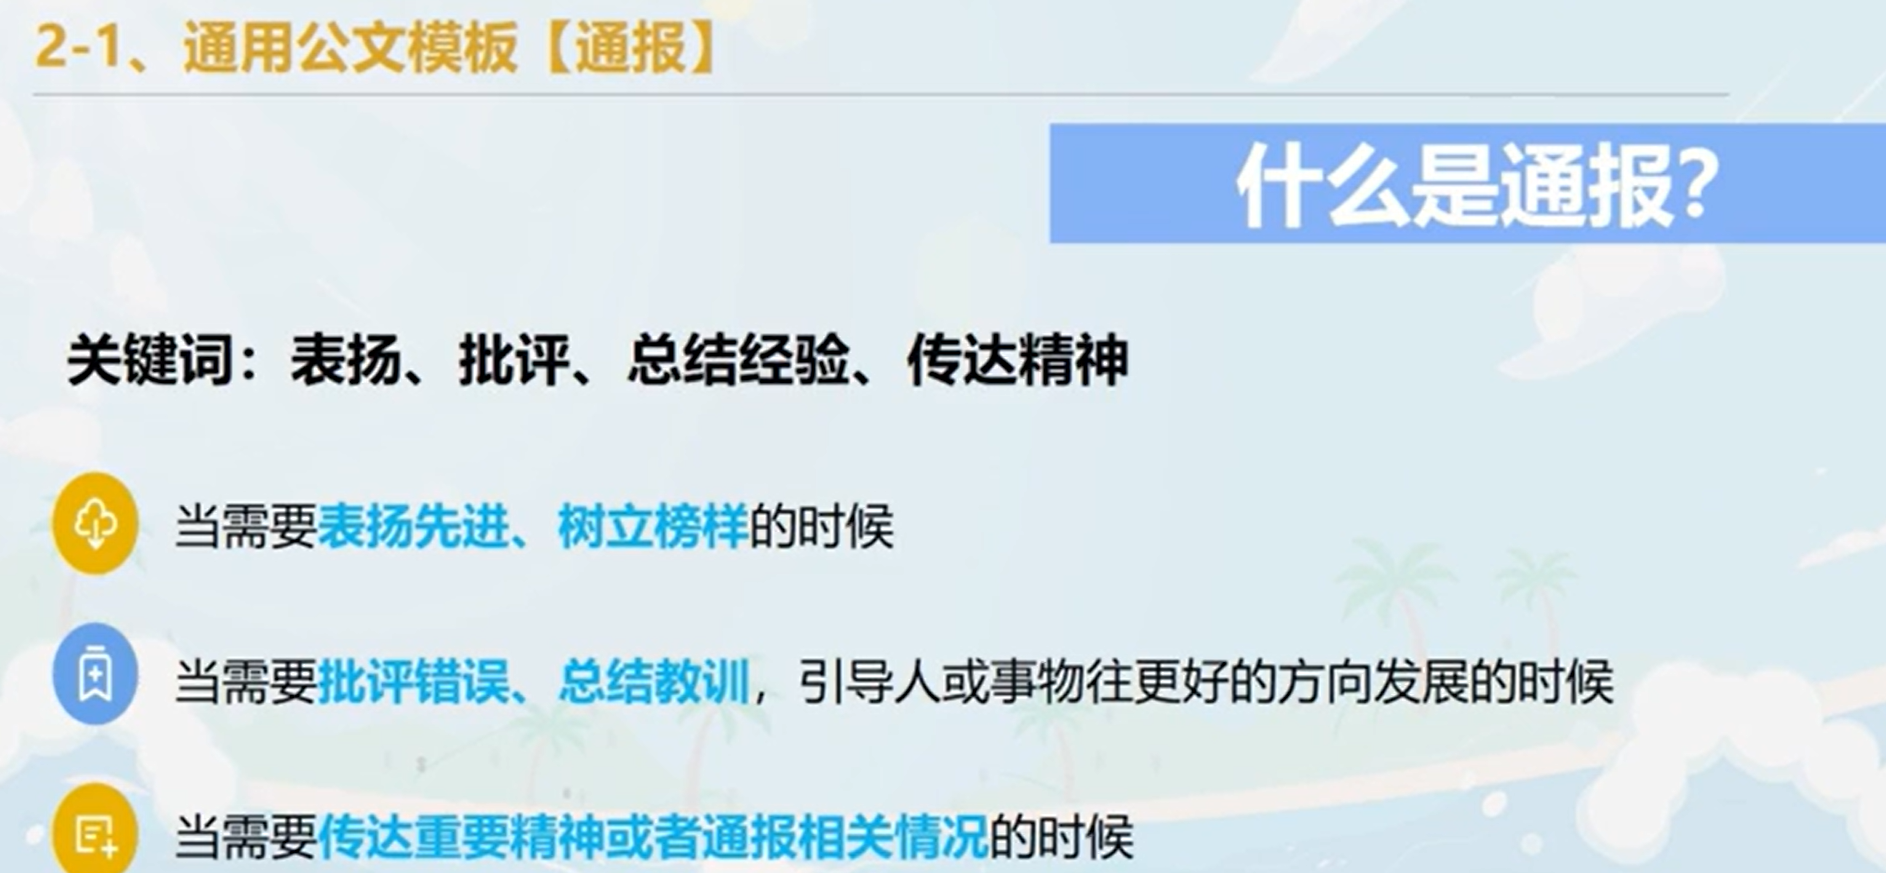 2-1、通用公文模板【通报】
什么是通报？
关键词：表扬、批评、总结经验、传达精神
当需要表扬先进、树立榜样的时候
当需要批评错误、总结教训，引导人或事物往更好的方向发展的时候
当需要传达重要精神或者通报相关情况的时候